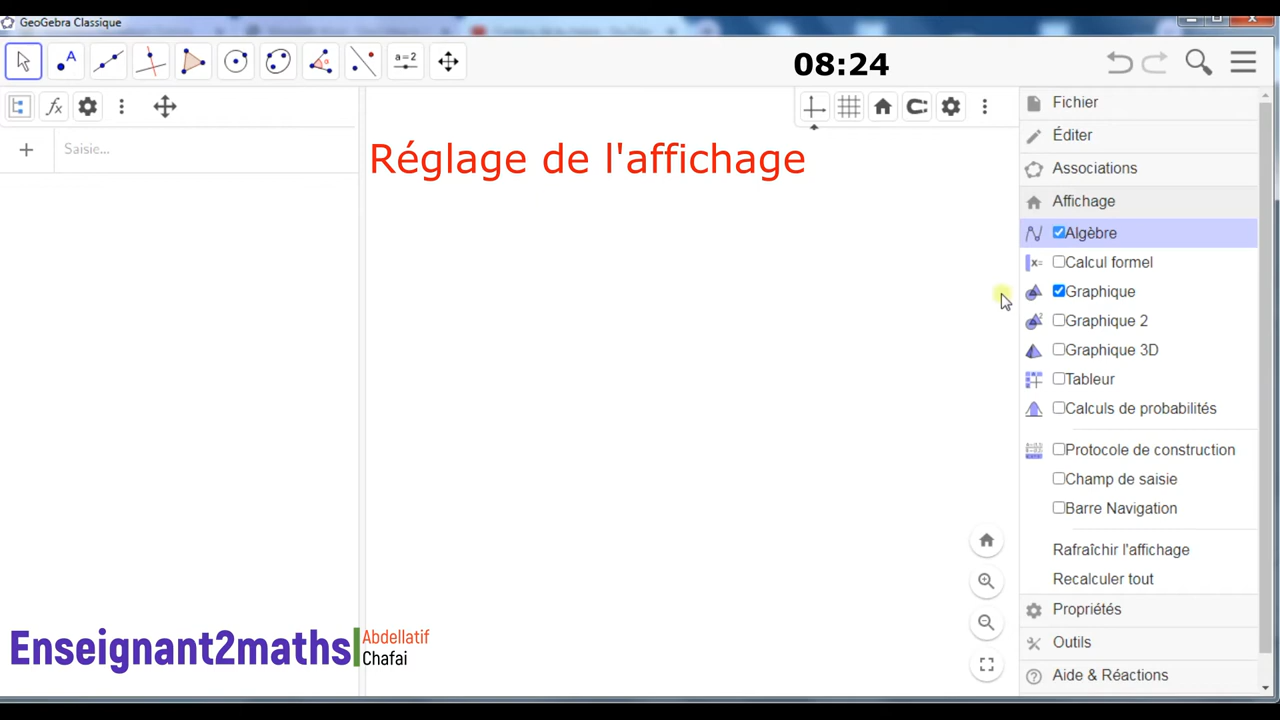 GeoGebra Classique
A
a=2
08:24
fx
Saisie...
Réglage de l'affichage
Fichier
Éditer
Associations
Affichage
Algèbre
x=
Calcul formel
Graphique
2
Graphique 2
Graphique 3D
Tableur
Calculs de probabilités
Protocole de construction
Champ de saisie
Barre Navigation
Rafraîchir l'affichage
Recalculer tout
Propriétés
Outils
Aide & Réactions
Enseignant2maths
Abdellatif
Chafai